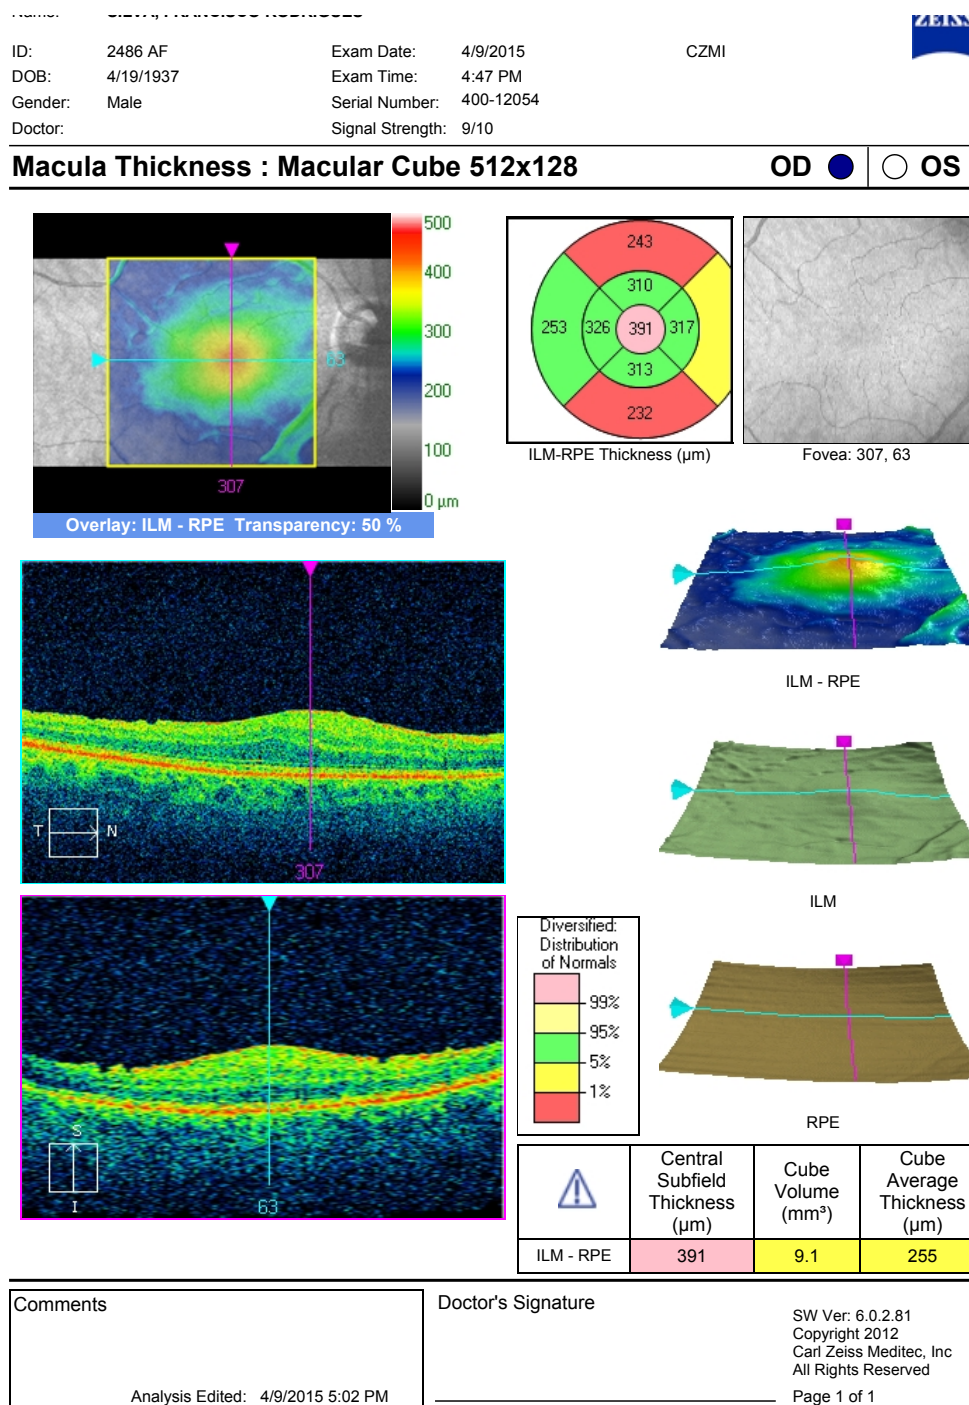 ID: 2486 AF Exam Date: 4/9/2015 CZMI
DOB: 4/19/1937 Exam Time: 4:47 PM
Gender: Male Serial Number: 400-12054
Doctor: Signal Strength: 9/10
Macula Thickness : Macular Cube 512x128 OD OS
500
400
300
200
100
0 µm
63
307
Overlay: ILM - RPE Transparency: 50 %
243
310
253 326 391 317
313
232
ILM-RPE Thickness (µm)
Fovea: 307, 63
ILM - RPE
T N
307
ILM
S
I
63
Diversified:
Distribution
of Normals
99%
95%
5%
1%
RPE
Central Subfield Thickness (µm)
Cube Volume (mm³)
Cube Average Thickness (µm)
ILM - RPE 391 9.1 255
Comments
Analysis Edited: 4/9/2015 5:02 PM
Doctor's Signature
SW Ver: 6.0.2.81
Copyright 2012
Carl Zeiss Meditec, Inc
All Rights Reserved
Page 1 of 1